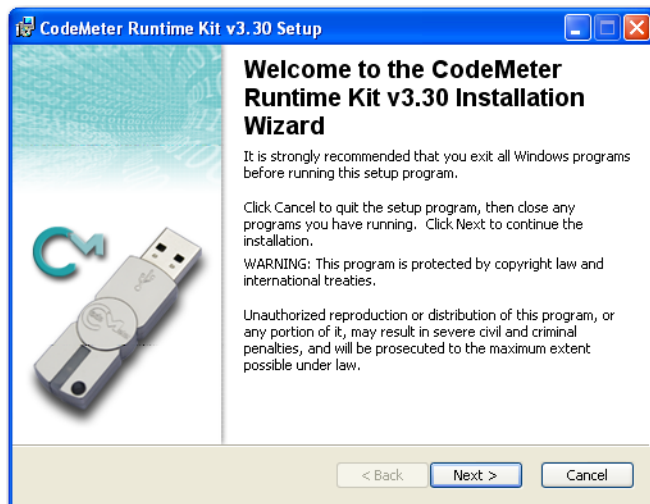 CodeMeter Runtime Kit v3.30 Setup
Welcome to the CodeMeter
Runtime Kit v3.30 Installation
Wizard
It is strongly recommended that you exit all Windows programs
before running this setup program.
Click Cancel to quit the setup program, then close any
programs you have running. Click Next to continue the
installation.
WARNING: This program is protected by copyright law and
international treaties.
Unauthorized reproduction or distribution of this program, or
any portion of it, may result in severe civil and criminal
penalties, and will be prosecuted to the maximum extent
possible under law.
< Back
Next >
Cancel